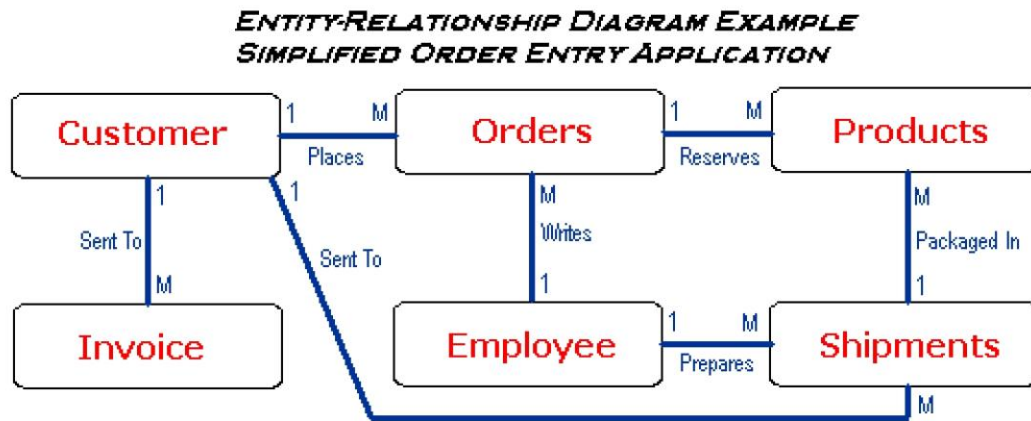 ENTITY-RELATIONSHIP DIAGRAM EXAMPLE
SIMPLIFIED ORDER ENTRY APPLICATION
Customer
1
M
Places
Orders
1
M
Reserves
Products
1
Sent To
M
1
Sent To
M
Writes
1
M
Packaged In
1
Invoice
Employee
1
M
Prepares
Shipments
M